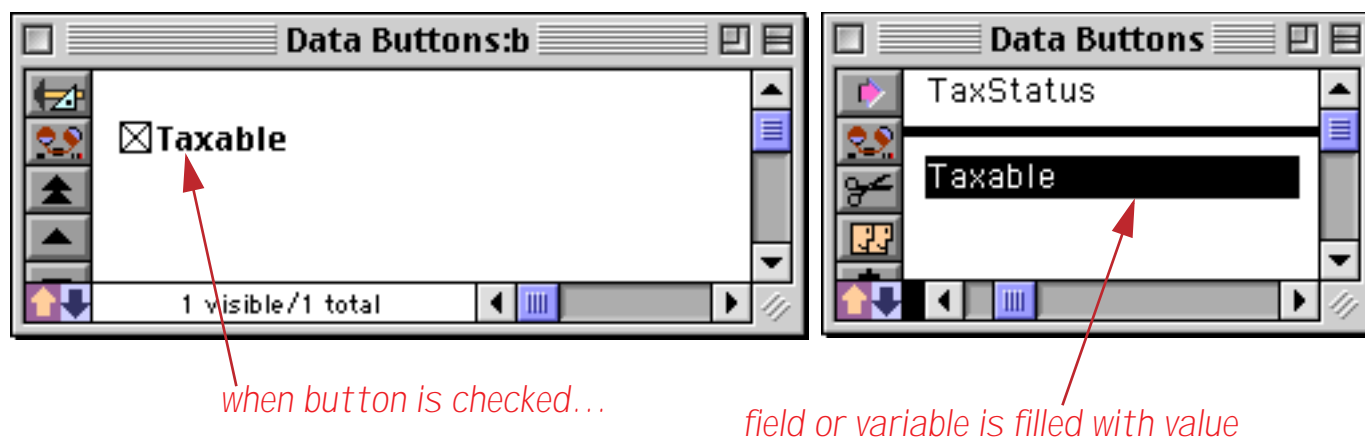 Data Buttons:b
Taxable
1 visible/1 total
Data Buttons
TaxStatus
Taxable
when button is checked...
field or variable is filled with value